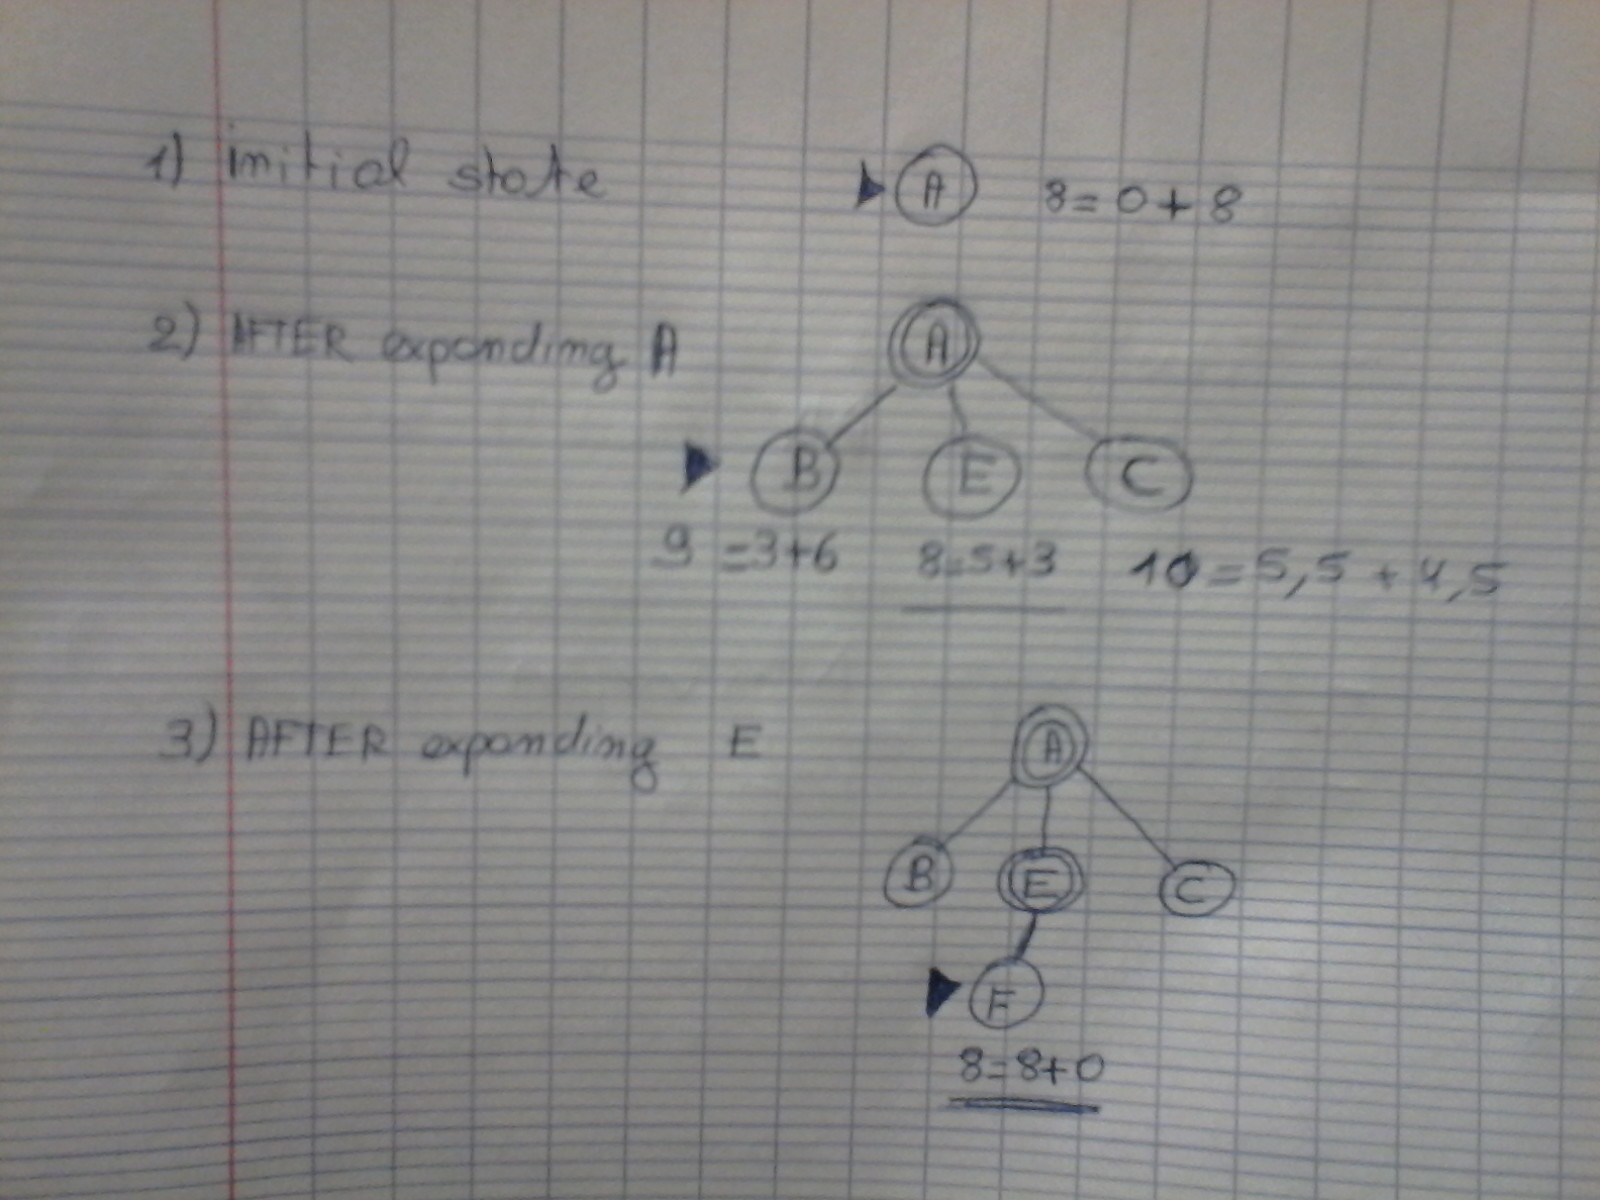 1) initial state A 8=0+8
2) AFTER expanding A
A
B E C
9=3+6 8=5+3 10=5,5+4,5
3) AFTER expanding E
A
B E C
F
8=8+0